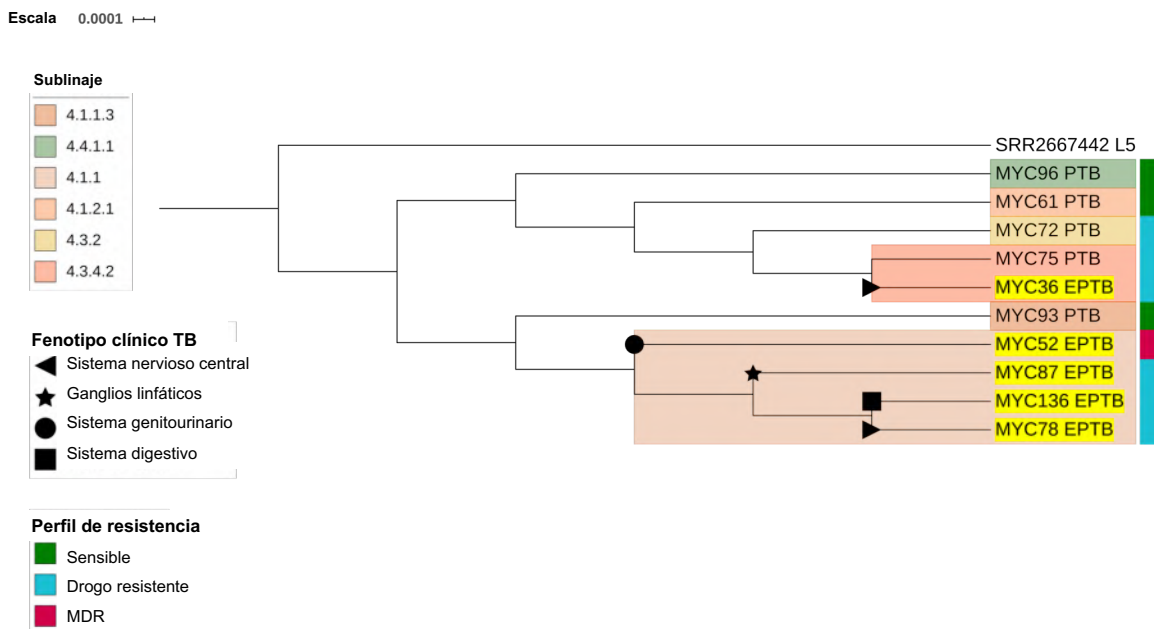 Escala 0.0001
Sublinaje
4.1.1.3
4.4.1.1
4.1.1
4.1.2.1
4.3.2
4.3.4.2
Fenotipo clínico TB
Sistema nervioso central
Ganglios linfáticos
Sistema genitourinario
Sistema digestivo
Perfil de resistencia
Sensible
Drogo resistente
MDR
SRR2667442 L5
MYC96 PTB
MYC61 PTB
MYC72 PTB
MYC75 PTB
MYC36 EPTB
MYC93 PTB
MYC52 EPTB
MYC87 EPTB
MYC136 EPTB
MYC78 EPTB